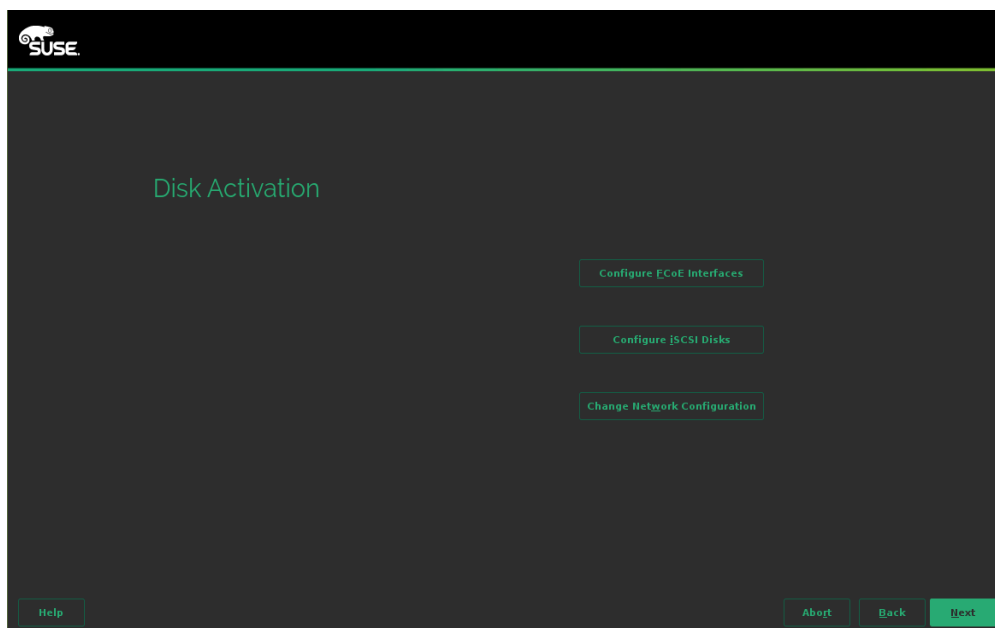 SUSE.
Disk Activation
Configure FCoE Interfaces
Configure iSCSI Disks
Change Network Configuration
Help
Abort
Back
Next